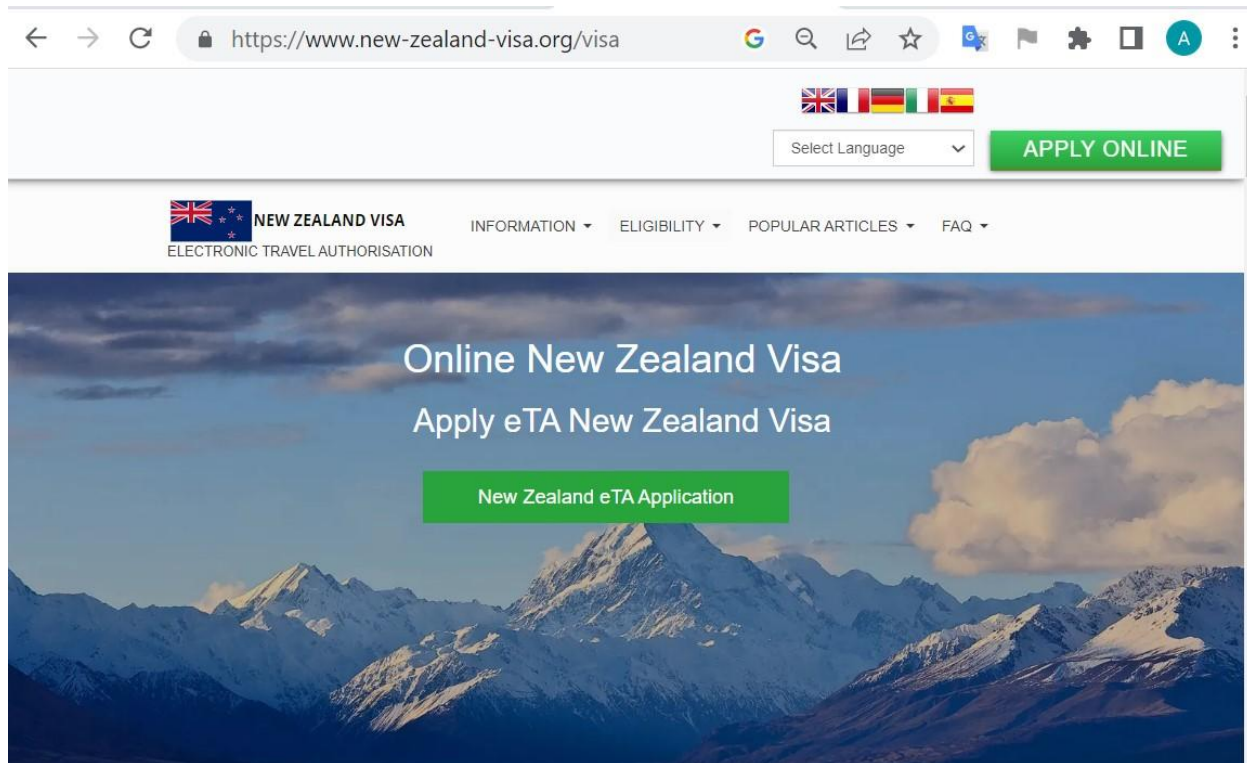 https://www.new-zealand-visa.org/visa
A
Select Language
APPLY ONLINE
NEW ZEALAND VISA
ELECTRONIC TRAVEL AUTHORISATION
INFORMATION ELIGIBILITY POPULAR ARTICLES FAQ
Online New Zealand Visa
Apply eTA New Zealand Visa
New Zealand eTA Application